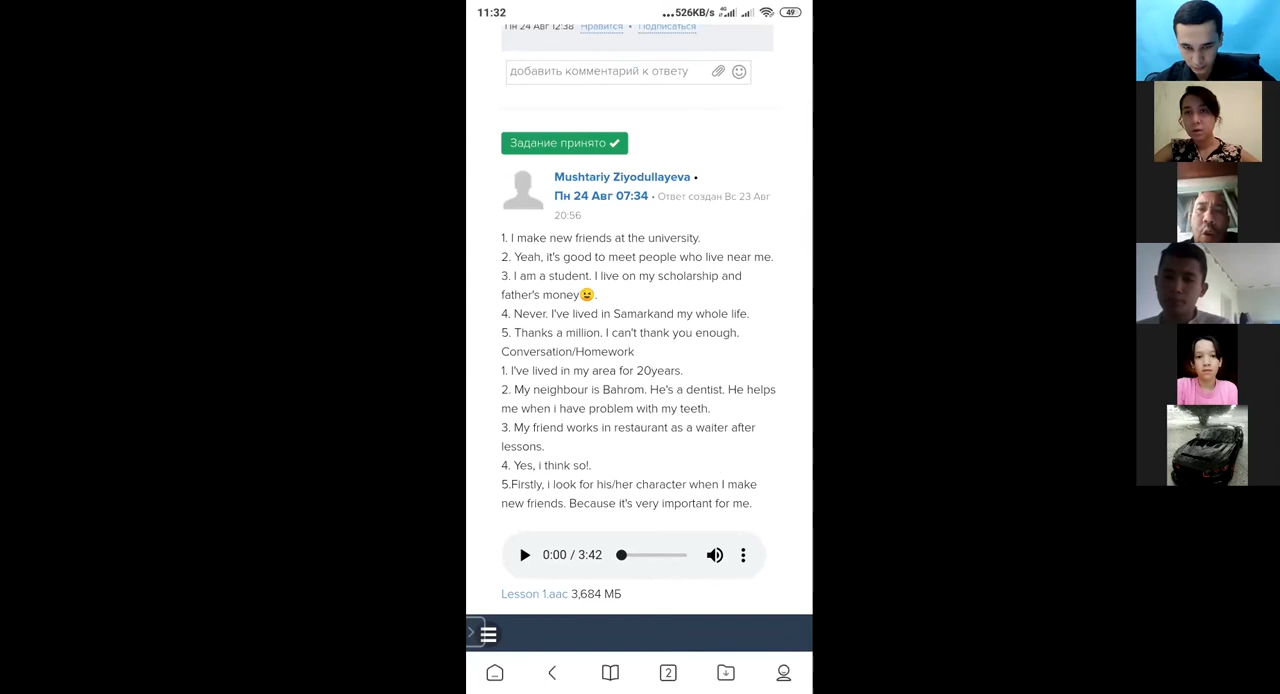 11:32
...526KB/s 4G 49
Пн 24 Авг 12:38 Нравится • Подписаться
добавить комментарий к ответу
Задание принято ✔
Mushtariy Ziyodullayeva •
Пн 24 Авг 07:34 • Ответ создан Вс 23 Авг
20:56
1. I make new friends at the university.
2. Yeah, it's good to meet people who live near me.
3. I am a student. I live on my scholarship and
father's money😉.
4. Never. I've lived in Samarkand my whole life.
5. Thanks a million. I can't thank you enough.
Conversation/Homework
1. I've lived in my area for 20years.
2. My neighbour is Bahrom. He's a dentist. He helps
me when i have problem with my teeth.
3. My friend works in restaurant as a waiter after
lessons.
4. Yes, i think so!.
5.Firstly, i look for his/her character when I make
new friends. Because it's very important for me.
0:00 / 3:42
Lesson 1.aac 3,684 МБ
2